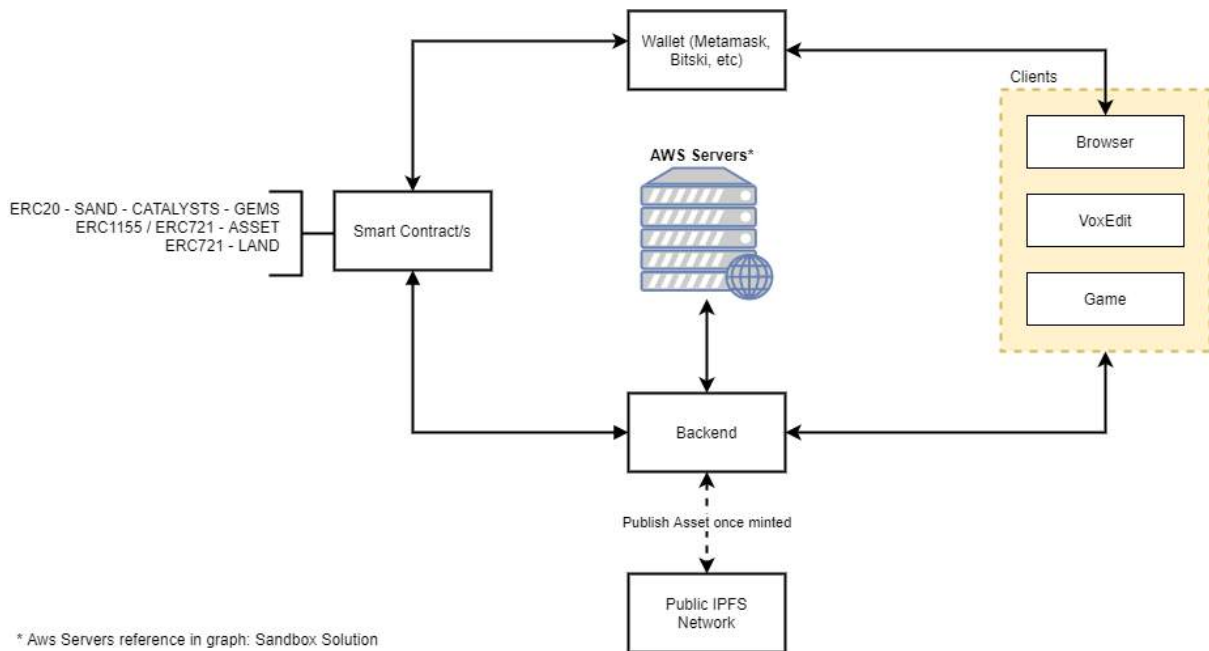 Wallet (Metamask,
Bitski, etc)
Clients
Browser
AWS Servers*
ERC20 - SAND - CATALYSTS - GEMS
ERC1155 / ERC721 - ASSET
ERC721 - LAND
Smart Contract/s
VoxEdit
Game
Backend
Publish Asset once minted
Public IPFS
Network
* Aws Servers reference in graph: Sandbox Solution